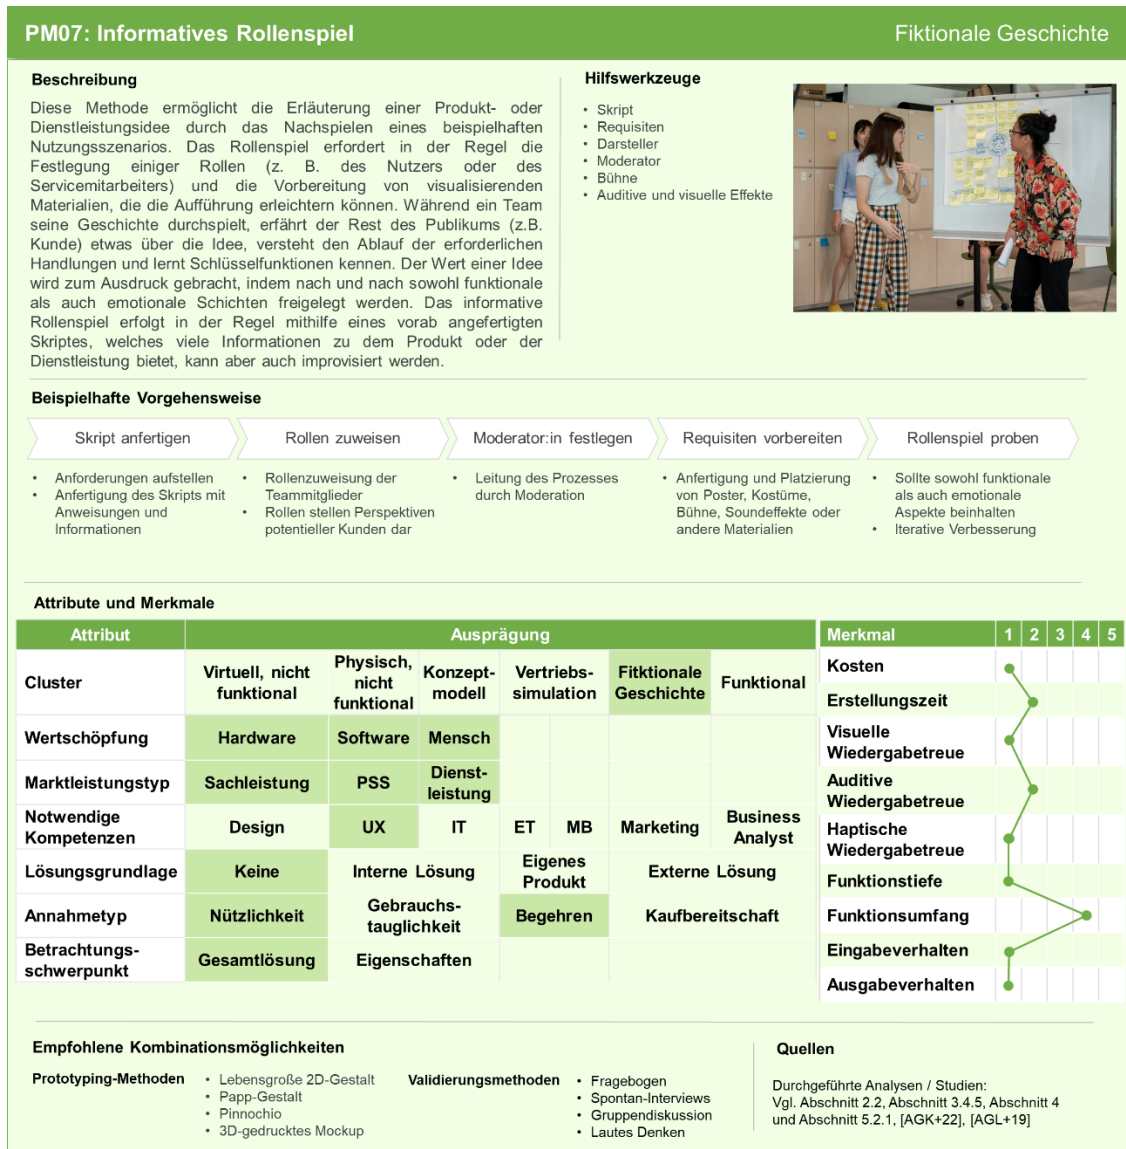 PM07: Informatives Rollenspiel
Fiktionale Geschichte
Beschreibung
Diese Methode ermöglicht die Erläuterung einer Produkt- oder
Dienstleistungsidee durch das Nachspielen eines beispielhaften
Nutzungsszenarios. Das Rollenspiel erfordert in der Regel die
Festlegung einiger Rollen (z. B. des Nutzers oder des
Servicemitarbeiters) und die Vorbereitung von visualisierenden
Materialien, die die Aufführung erleichtern können. Während ein Team
seine Geschichte durchspielt, erfährt der Rest des Publikums (z.B.
Kunde) etwas über die Idee, versteht den Ablauf der erforderlichen
Handlungen und lernt Schlüsselfunktionen kennen. Der Wert einer Idee
wird zum Ausdruck gebracht, indem nach und nach sowohl funktionale
als auch emotionale Schichten freigelegt werden. Das informative
Rollenspiel erfolgt in der Regel mithilfe eines vorab angefertigten
Skriptes, welches viele Informationen zu dem Produkt oder der
Dienstleistung bietet, kann aber auch improvisiert werden.
Hilfswerkzeuge
• Skript
• Requisiten
• Darsteller
• Moderator
• Bühne
• Auditive und visuelle Effekte
Beispielhafte Vorgehensweise
Skript anfertigen
Rollen zuweisen
Moderator:in festlegen
Requisiten vorbereiten
Rollenspiel proben
• Anforderungen aufstellen
• Anfertigung des Skripts mit
Anweisungen und
Informationen
• Rollenzuweisung der
Teammitglieder
• Rollen stellen Perspektiven
potentieller Kunden dar
• Leitung des Prozesses
durch Moderation
• Anfertigung und Platzierung
von Poster, Kostüme,
Bühne, Soundeffekte oder
andere Materialien
• Sollte sowohl funktionale
als auch emotionale
Aspekte beinhalten
• Iterative Verbesserung
Attribute und Merkmale
Attribut
Ausprägung
Cluster
Virtuell, nicht
funktional
Physisch,
nicht
funktional
Konzept-
modell
Vertriebs-
simulation
Fitktionale
Geschichte
Funktional
Wertschöpfung
Hardware
Software
Mensch
Marktleistungstyp
Sachleistung
PSS
Dienst-
leistung
Notwendige
Kompetenzen
Design
UX
IT
ET
MB
Marketing
Business
Analyst
Lösungsgrundlage
Keine
Interne Lösung
Eigenes
Produkt
Externe Lösung
Annahmetyp
Nützlichkeit
Gebrauchs-
tauglichkeit
Begehren
Kaufbereitschaft
Betrachtungs-
schwerpunkt
Gesamtlösung
Eigenschaften
Merkmal
1 2 3 4 5
Kosten
Erstellungszeit
Visuelle
Wiedergabetreue
Auditive
Wiedergabetreue
Haptische
Wiedergabetreue
Funktionstiefe
Funktionsumfang
Eingabeverhalten
Ausgabeverhalten
Empfohlene Kombinationsmöglichkeiten
Prototyping-Methoden
• Lebensgroße 2D-Gestalt
• Papp-Gestalt
• Pinnochio
• 3D-gedrucktes Mockup
Validierungsmethoden
• Fragebogen
• Spontan-Interviews
• Gruppendiskussion
• Lautes Denken
Quellen
Durchgeführte Analysen / Studien:
Vgl. Abschnitt 2.2, Abschnitt 3.4.5, Abschnitt 4
und Abschnitt 5.2.1, [AGK+22], [AGL+19]